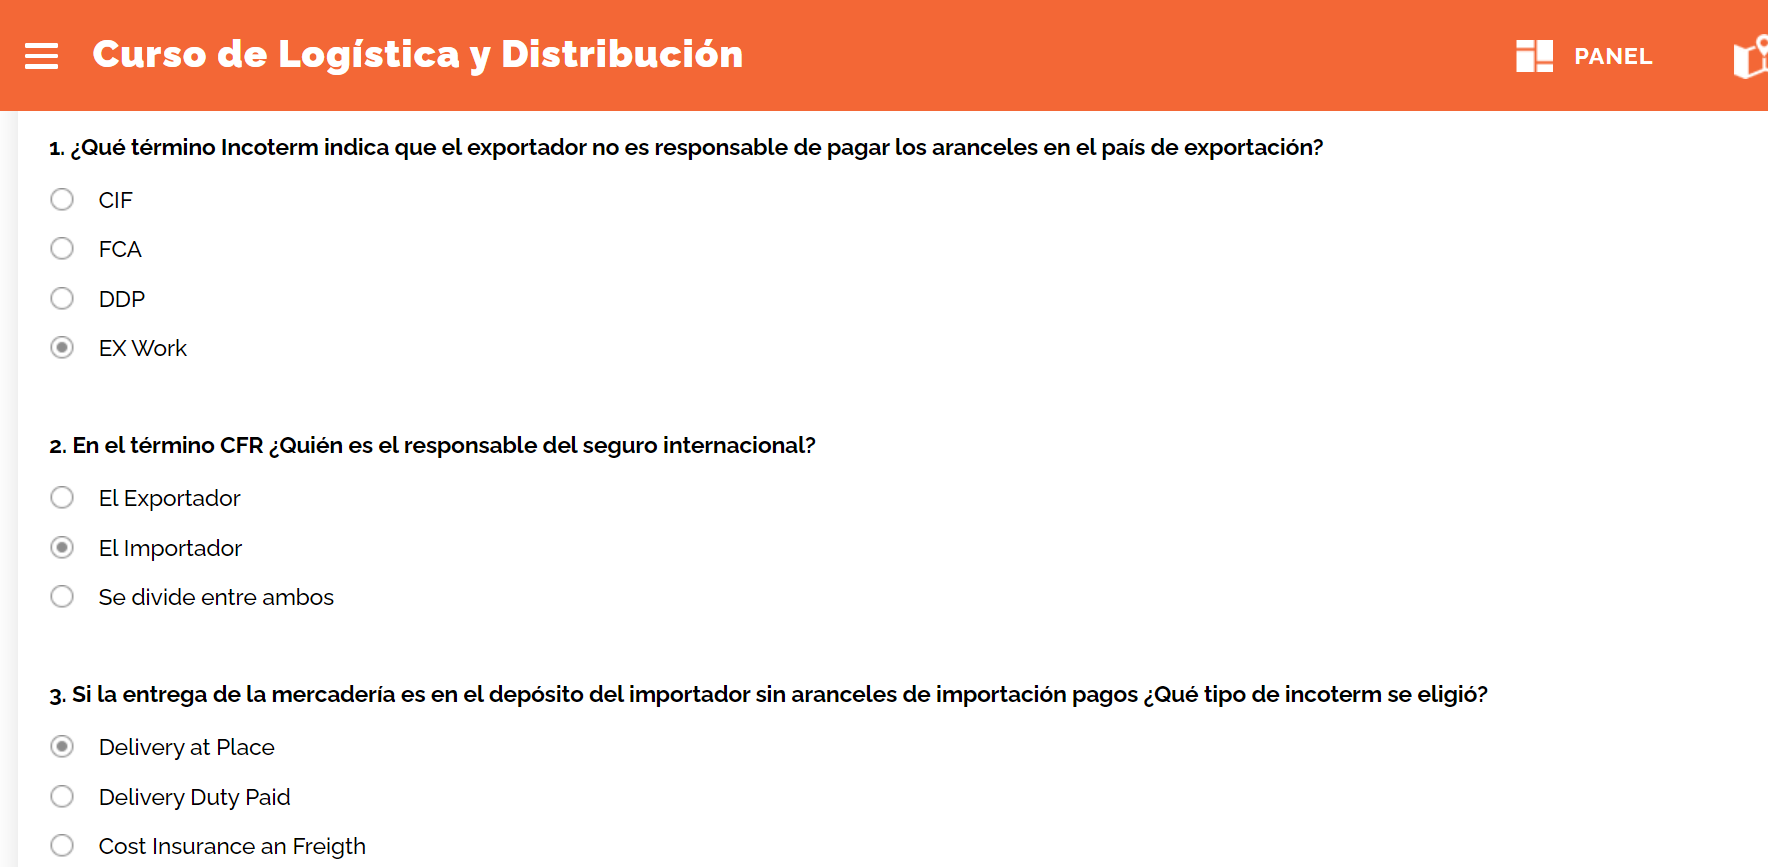 Curso de Logística y Distribución
PANEL
1. ¿Qué término Incoterm indica que el exportador no es responsable de pagar los aranceles en el país de exportación?
CIF
FCA
DDP
EX Work
2. En el término CFR ¿Quién es el responsable del seguro internacional?
El Exportador
El Importador
Se divide entre ambos
3. Si la entrega de la mercadería es en el depósito del importador sin aranceles de importación pagos ¿Qué tipo de incoterm se eligió?
Delivery at Place
Delivery Duty Paid
Cost Insurance an Freigth